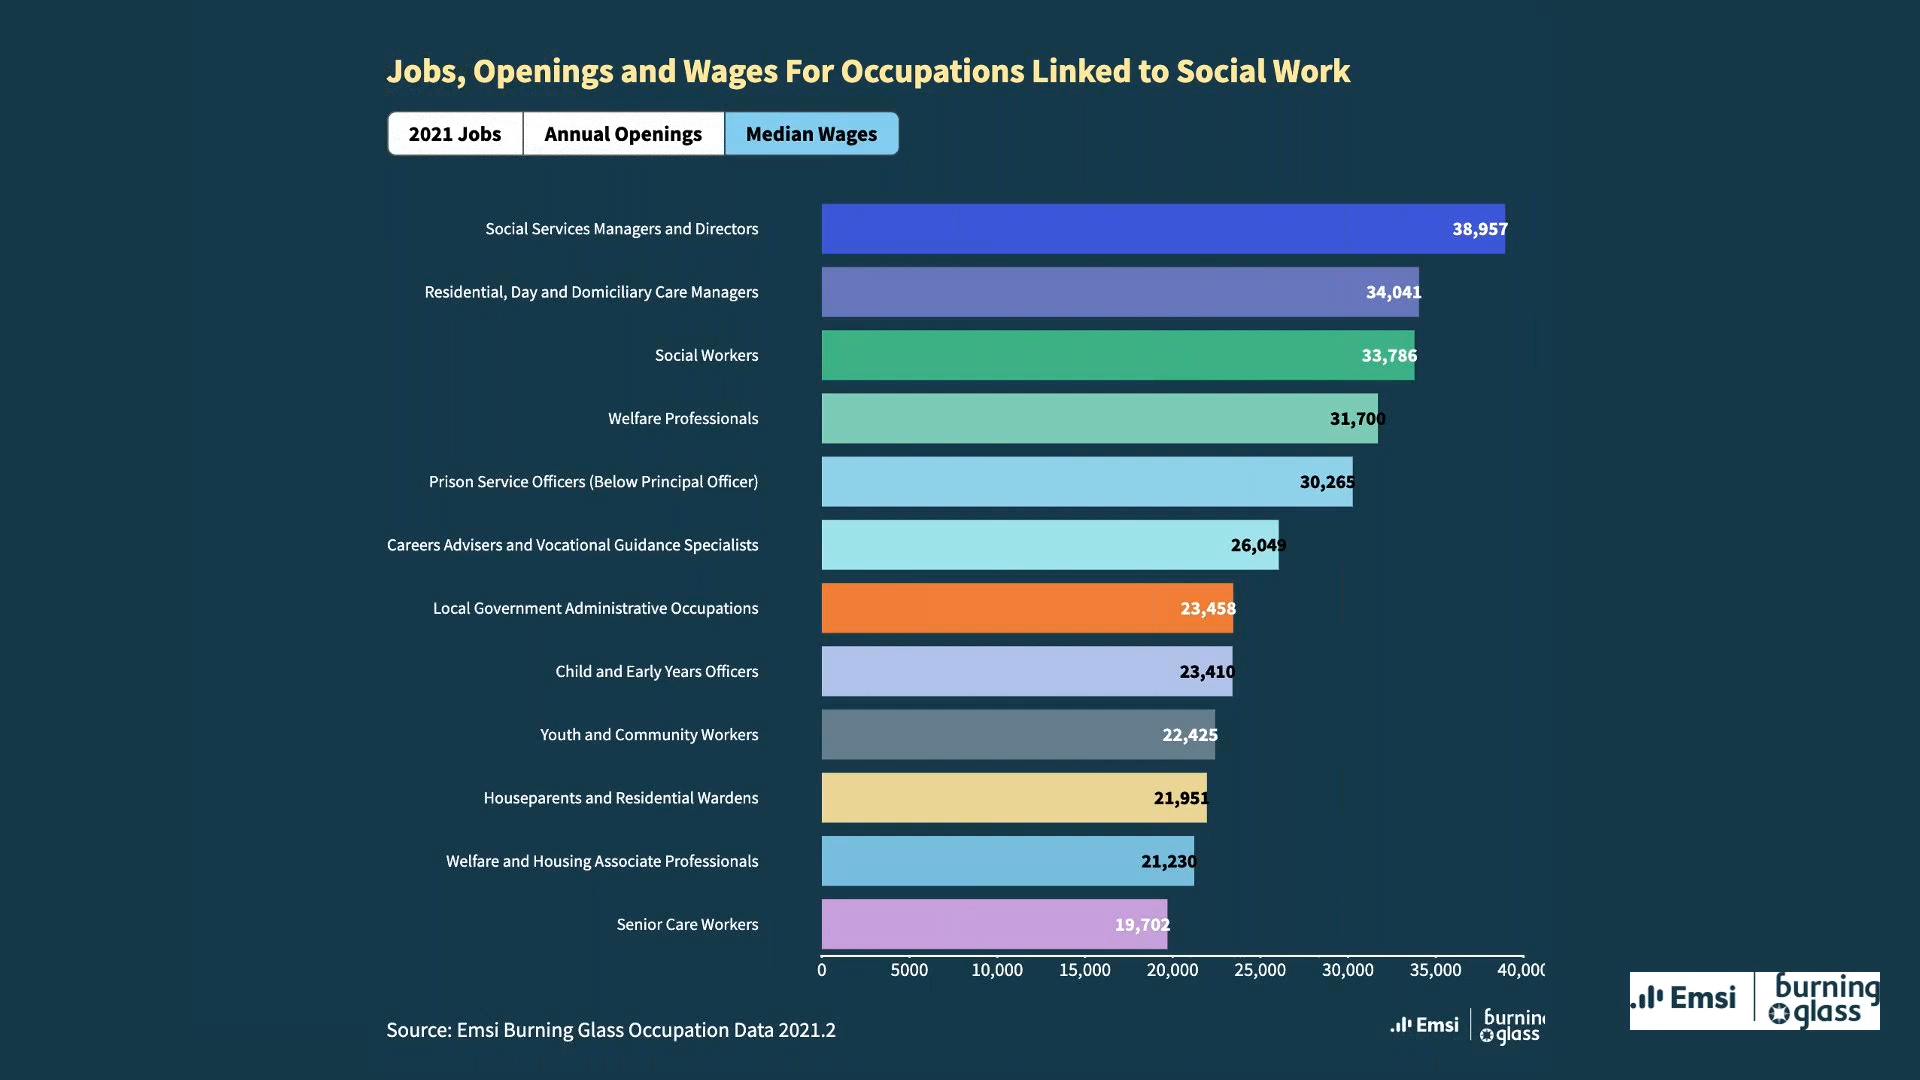 Jobs, Openings and Wages For Occupations Linked to Social Work
2021 Jobs Annual Openings Median Wages
Social Services Managers and Directors 38,957
Residential, Day and Domiciliary Care Managers 34,041
Social Workers 33,786
Welfare Professionals 31,700
Prison Service Officers (Below Principal Officer) 30,265
Careers Advisers and Vocational Guidance Specialists 26,049
Local Government Administrative Occupations 23,458
Child and Early Years Officers 23,410
Youth and Community Workers 22,425
Houseparents and Residential Wardens 21,951
Welfare and Housing Associate Professionals 21,230
Senior Care Workers 19,702
0 5000 10,000 15,000 20,000 25,000 30,000 35,000 40,000
Source: Emsi Burning Glass Occupation Data 2021.2
Emsi burning glass
Emsi burning glass